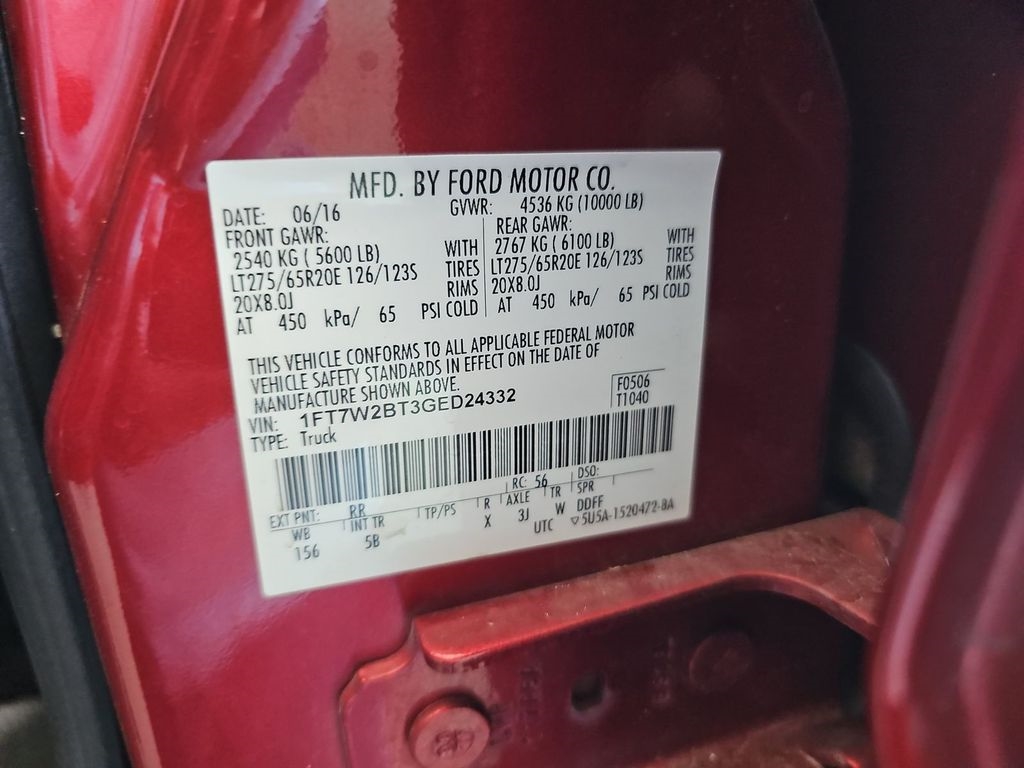 MFD. BY FORD MOTOR CO.
DATE: 06/16 GVWR: 4536 KG (10000 LB)
FRONT GAWR: REAR GAWR:
2540 KG ( 5600 LB) WITH 2767 KG ( 6100 LB) WITH
LT275/65R20E 126/123S TIRES LT275/65R20E 126/123S TIRES
20X8.0J RIMS 20X8.0J RIMS
AT 450 kPa/ 65 PSI COLD AT 450 kPa/ 65 PSI COLD
THIS VEHICLE CONFORMS TO ALL APPLICABLE FEDERAL MOTOR
VEHICLE SAFETY STANDARDS IN EFFECT ON THE DATE OF
MANUFACTURE SHOWN ABOVE.
VIN: 1FT7W2BT3GED24332 F0506
TYPE: Truck T1040
EXT PNT: RR RC: 56 DSO:
WB INT TR TP/PS R AXLE TR SPR
156 5B X 3J W DDFF
UTC ▽5U5A-1520472-BA